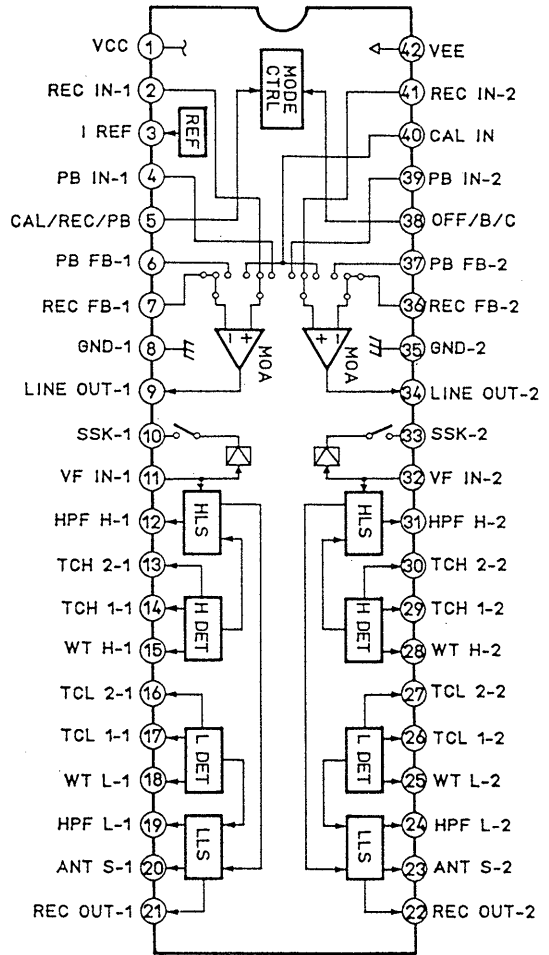 VCC 1
42 VEE
REC IN-1 2
MODE
CTRL
41 REC IN-2
I REF 3
REF
40 CAL IN
PB IN-1 4
39 PB IN-2
CAL/REC/PB 5
38 OFF/B/C
PB FB-1 6
37 PB FB-2
REC FB-1 7
36 REC FB-2
GND-1 8
- +
MOA
+ -
MOA
35 GND-2
LINE OUT-1 9
34 LINE OUT-2
SSK-1 10
33 SSK-2
VF IN-1 11
32 VF IN-2
HPF H-1 12
HLS
HLS
31 HPF H-2
TCH 2-1 13
30 TCH 2-2
TCH 1-1 14
H DET
H DET
29 TCH 1-2
WT H-1 15
28 WT H-2
TCL 2-1 16
27 TCL 2-2
TCL 1-1 17
L DET
L DET
26 TCL 1-2
WT L-1 18
25 WT L-2
HPF L-1 19
24 HPF L-2
ANT S-1 20
LLS
LLS
23 ANT S-2
REC OUT-1 21
22 REC OUT-2